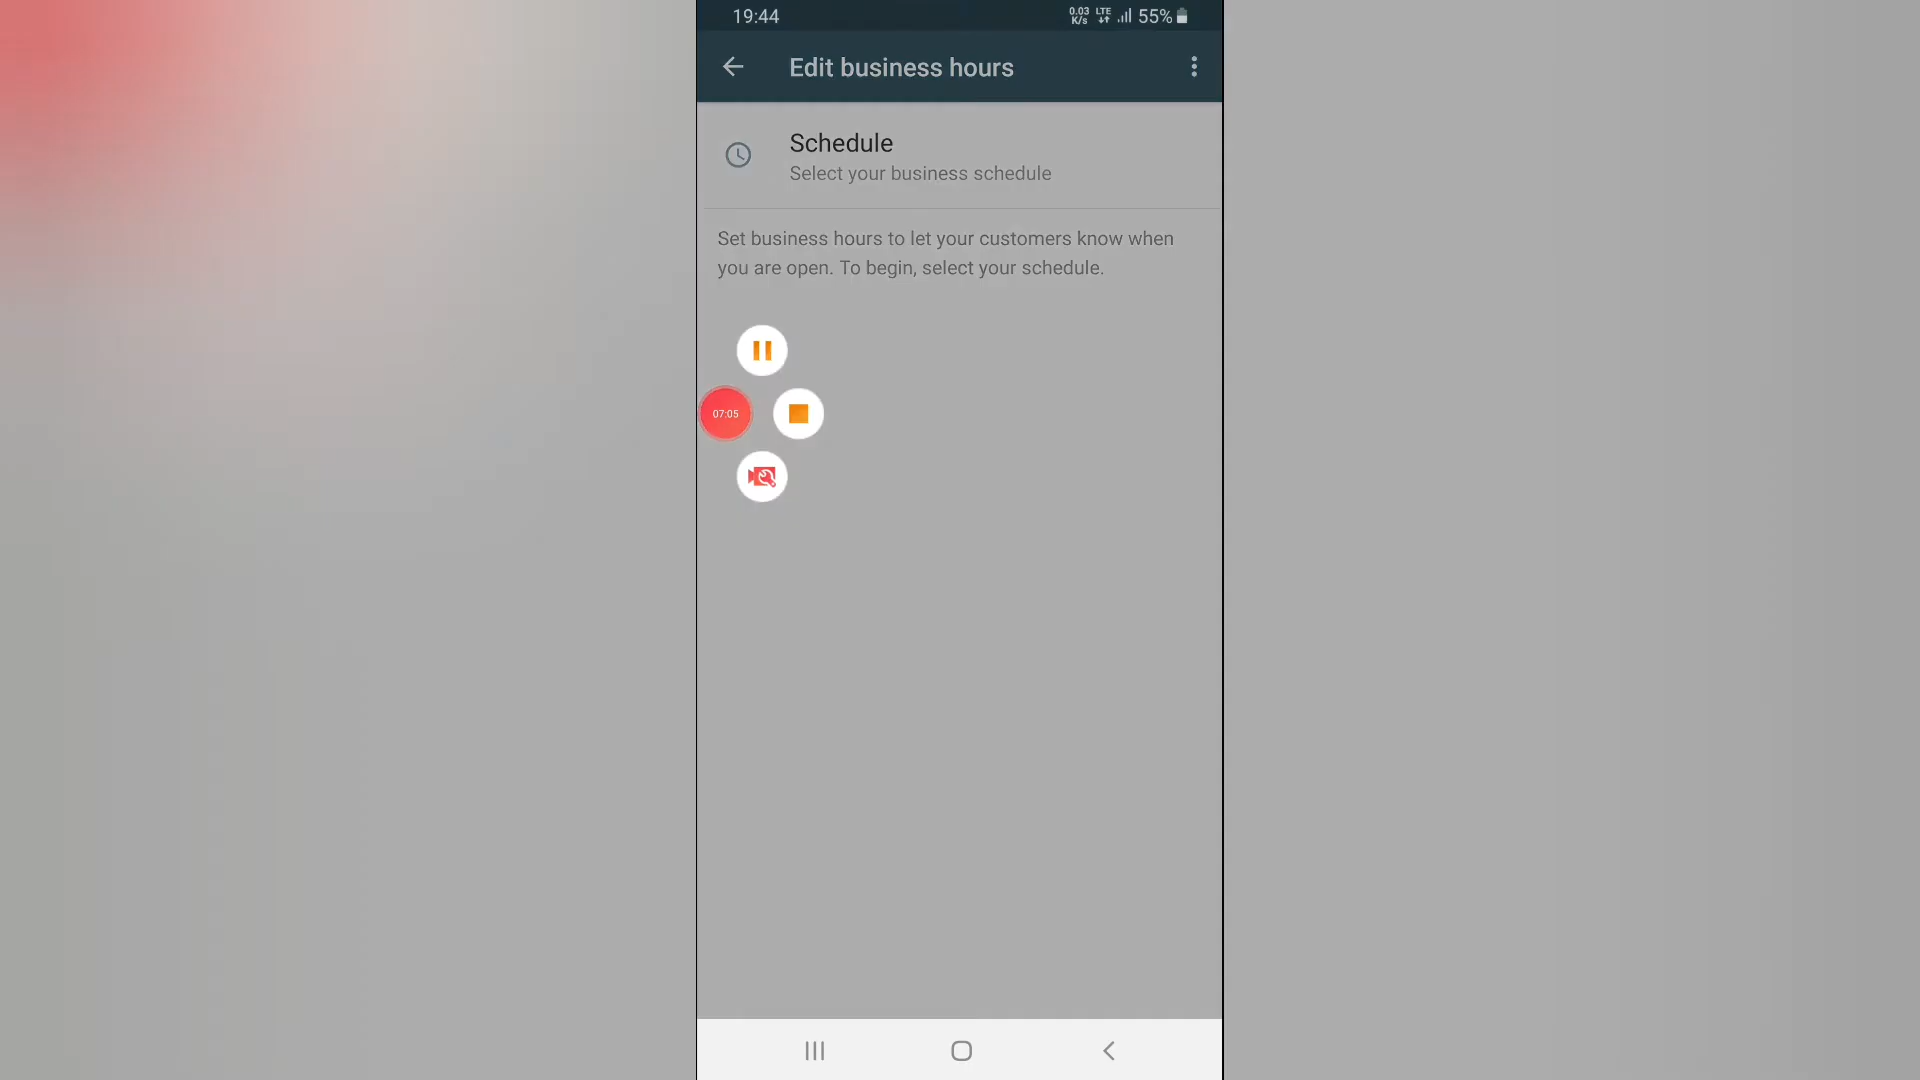 19:44
0.03 K/s LTE 55%
Edit business hours
Schedule
Select your business schedule
Set business hours to let your customers know when
you are open. To begin, select your schedule.
07:05